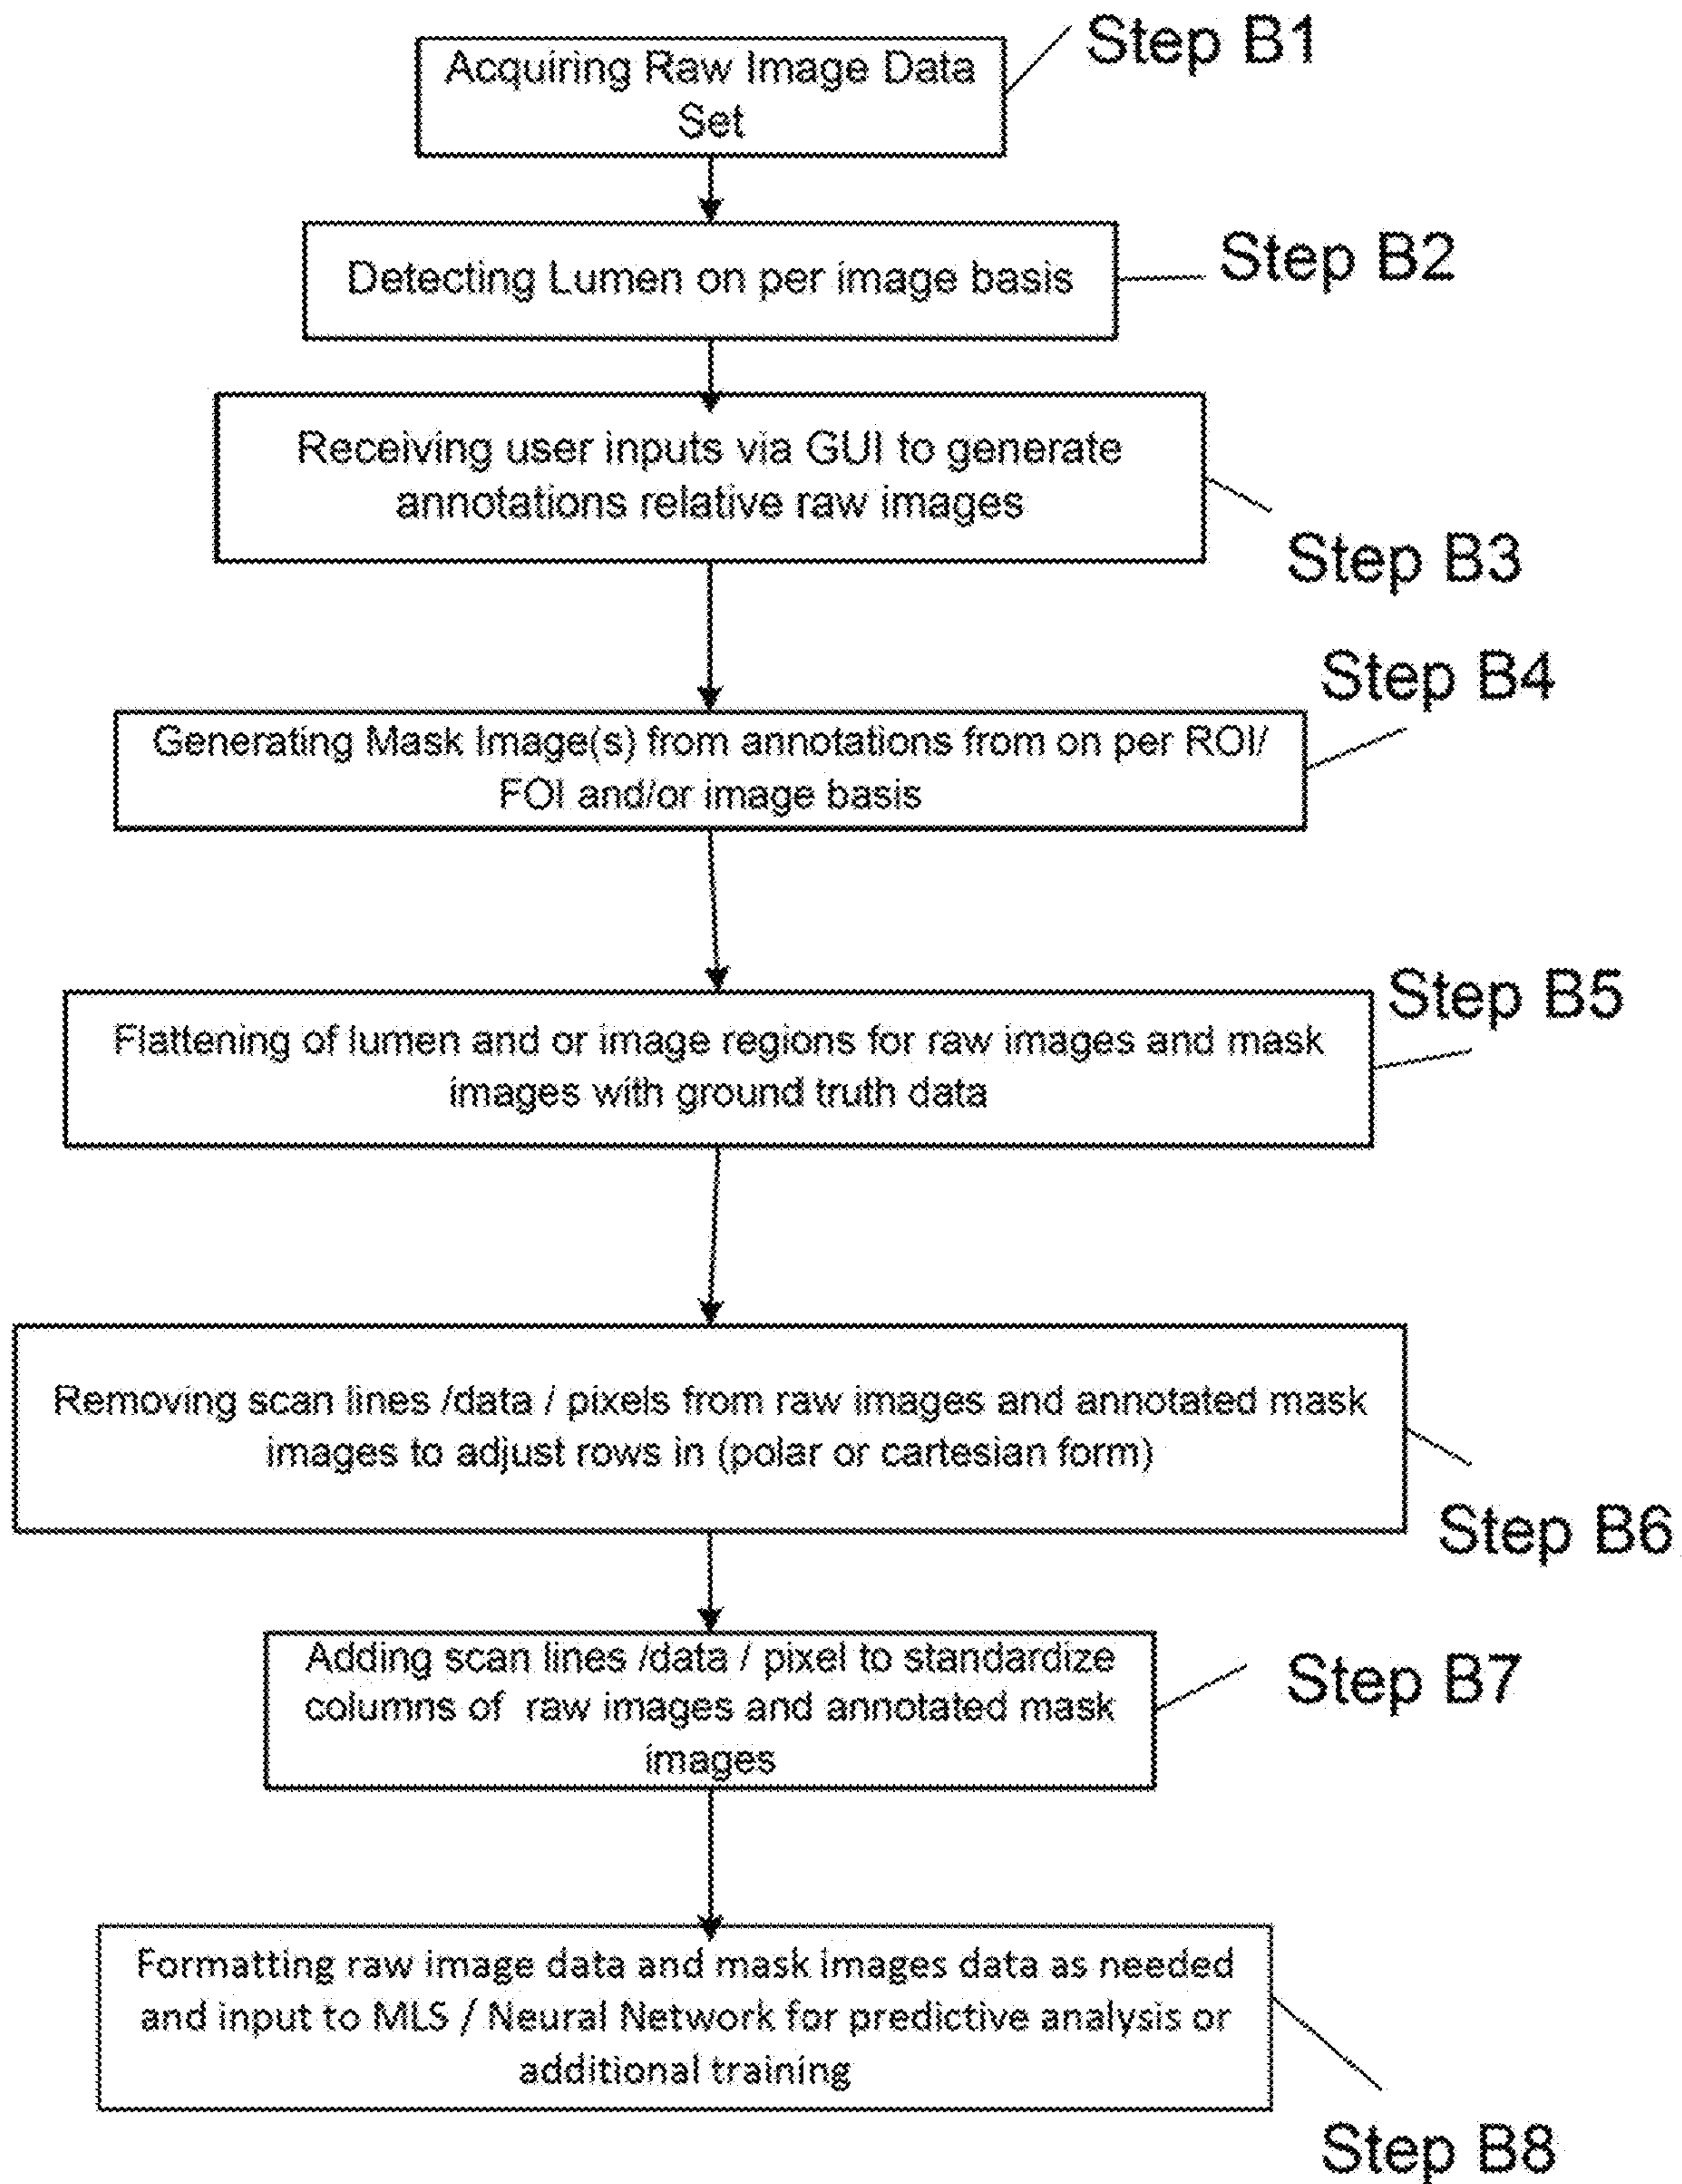 Step B1
Acquiring Raw Image Data
Set
Step B2
Detecting Lumen on per image basis
Receiving user inputs via GUI to generate
annotations relative raw images
Step B3
Step B4
Generating Mask Image(s) from annotations from on per ROI/
FOI and/or image basis
Step B5
Flattening of lumen and or image regions for raw images and mask
images with ground truth data
Removing scan lines /data / pixels from raw images and annotated mask
images to adjust rows in (polar or cartesian form)
Step B6
Adding scan lines /data / pixel to standardize
columns of raw images and annotated mask
images
Step B7
Formatting raw image data and mask images data as needed
and input to MLS / Neural Network for predictive analysis or
additional training
Step B8